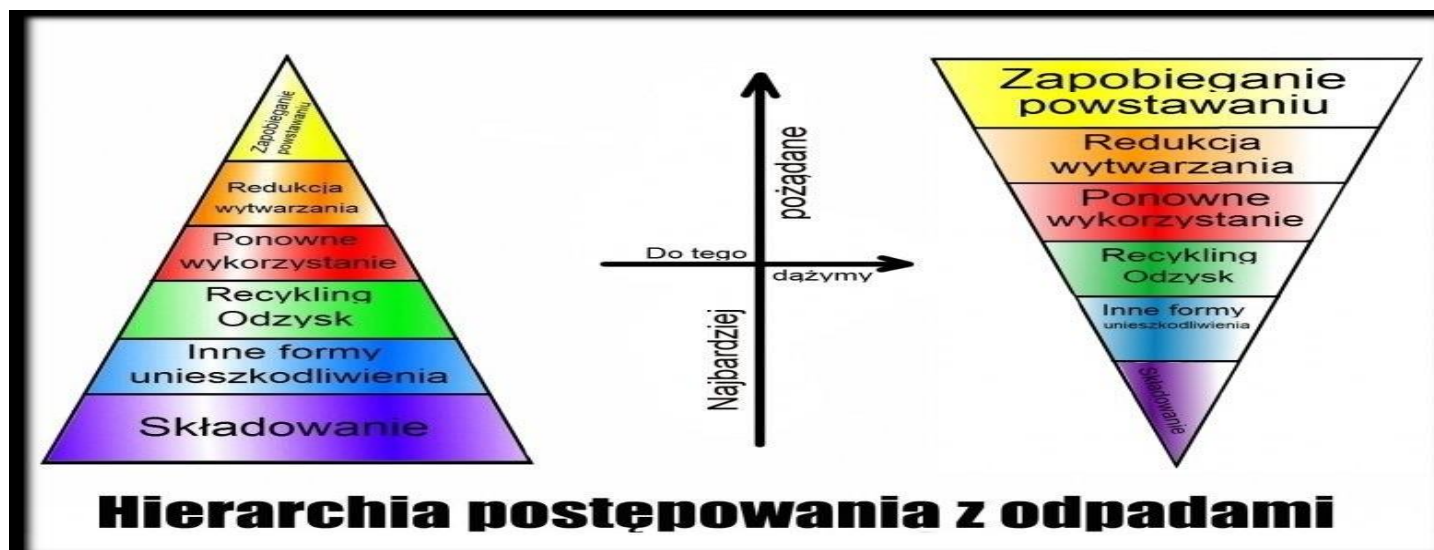 Zapobieganie
powstawaniu
Redukcja
wytwarzania
Ponowne
wykorzystanie
Recykling
Odzysk
Inne formy
unieszkodliwienia
Składowanie
Do tego
dążymy
Najbardziej pożądane
Zapobieganie
powstawaniu
Redukcja
wytwarzania
Ponowne
wykorzystanie
Recykling
Odzysk
Inne formy
unieszkodliwienia
Składowanie
Hierarchia postępowania z odpadami